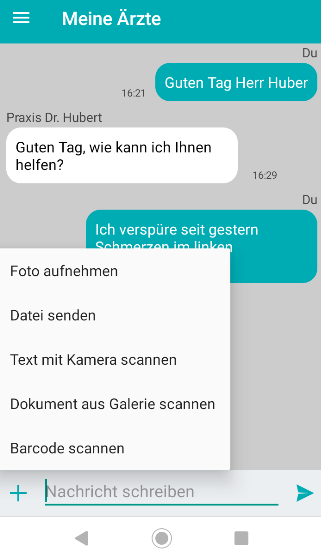 Meine Ärzte
Du
Guten Tag Herr Huber
16:21
Praxis Dr. Hubert
Guten Tag, wie kann ich Ihnen
helfen?
16:29
Du
Ich verspüre seit gestern
Schmerzen im linken
Foto aufnehmen
Datei senden
Text mit Kamera scannen
Dokument aus Galerie scannen
Barcode scannen
Nachricht schreiben